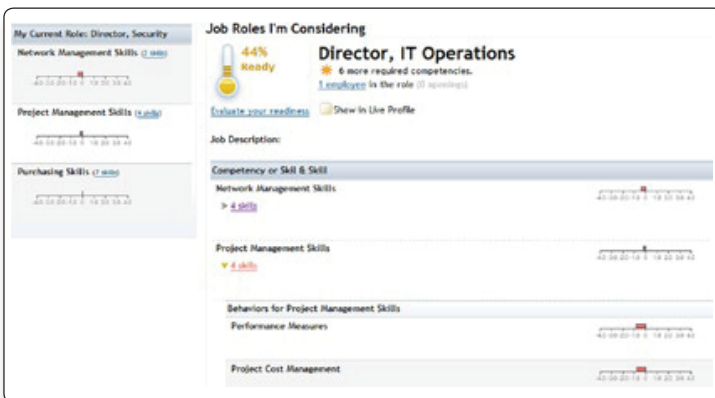 My Current Role: Director, Security
Network Management Skills (2 skills)
Project Management Skills (4 skills)
Purchasing Skills (7 skills)
Job Roles I'm Considering
44%
Ready
Director, IT Operations
6 more required competencies.
1 employee in the role (0 openings)
Evaluate your readiness
Show in Live Profile
Job Description:
Competency or Skil & Skill
Network Management Skills
4 skills
Project Management Skills
4 skills
Behaviors for Project Management Skills
Performance Measures
Project Cost Management